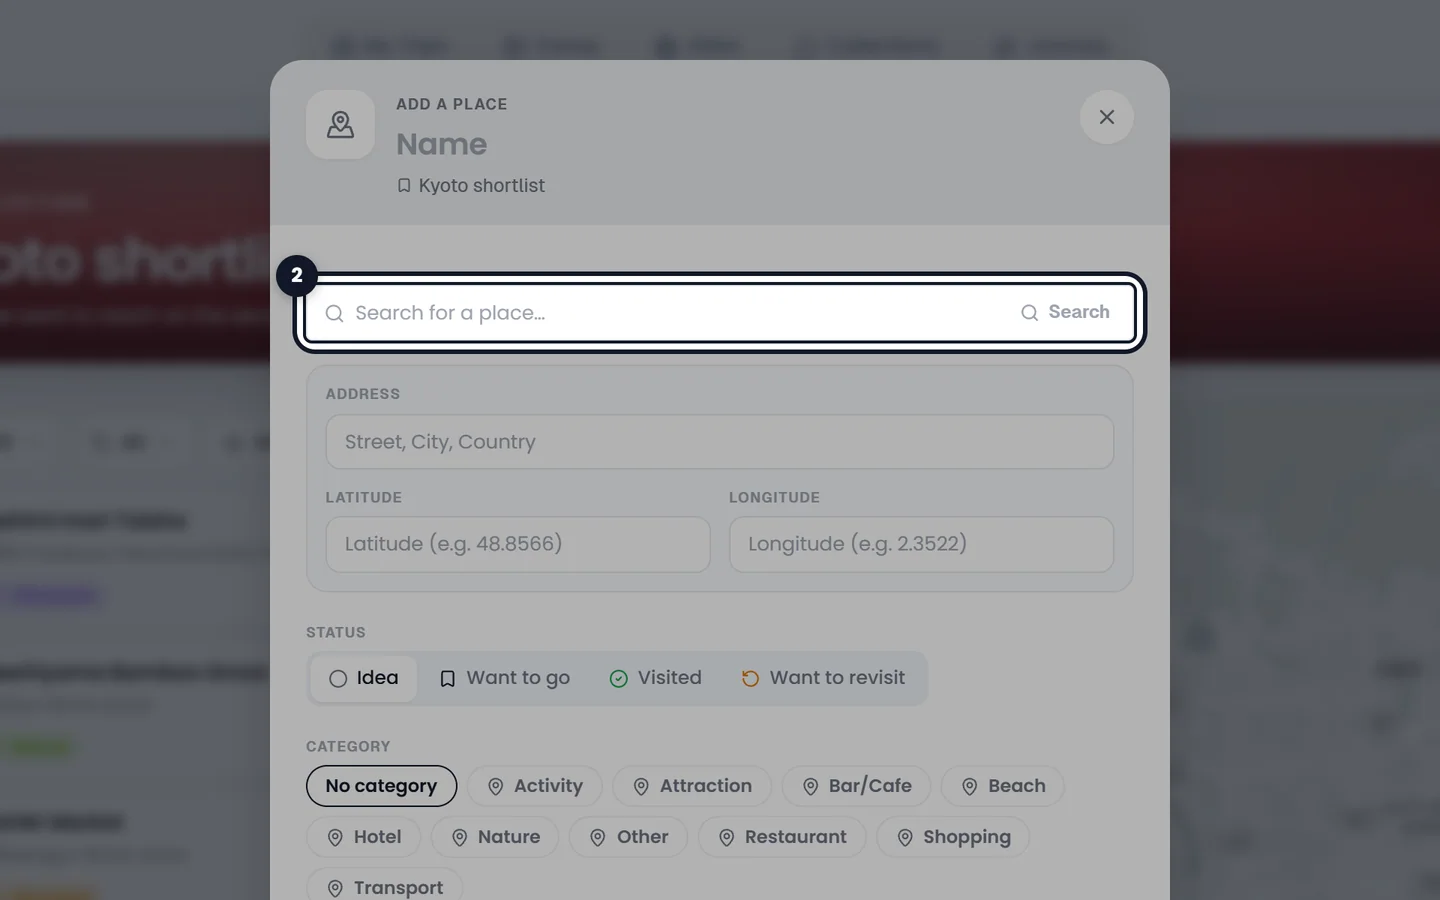 ADD A PLACE
Name
Kyoto shortlist
2
Search for a place...
Search
ADDRESS
Street, City, Country
LATITUDE
LONGITUDE
Latitude (e.g. 48.8566)
Longitude (e.g. 2.3522)
STATUS
Idea
Want to go
Visited
Want to revisit
CATEGORY
No category
Activity
Attraction
Bar/Cafe
Beach
Hotel
Nature
Other
Restaurant
Shopping
Transport